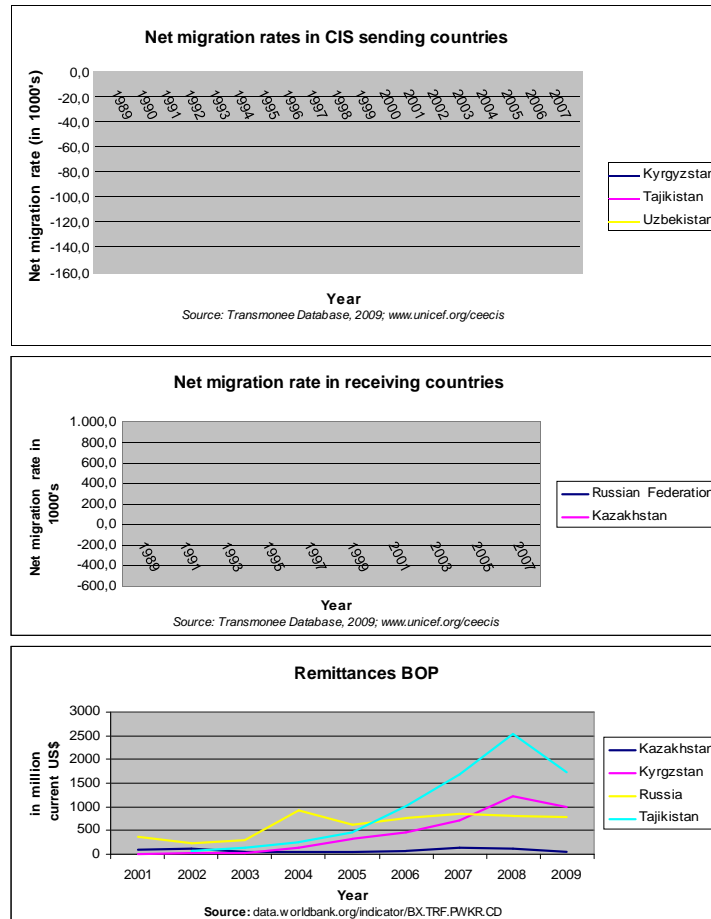 Net migration rates in CIS sending countries
Net migration rate (in 1000's)
0,0
-20,0
-40,0
-60,0
-80,0
-100,0
-120,0
-140,0
-160,0
1989 1990 1991 1992 1993 1994 1995 1996 1997 1998 1999 2000 2001 2002 2003 2004 2005 2006 2007
Year
Kyrgyzstan
Tajikistan
Uzbekistan
Source: Transmonee Database, 2009; www.unicef.org/ceecis
Net migration rate in receiving countries
Net migration rate in
1000's
1.000,0
800,0
600,0
400,0
200,0
0,0
-200,0
-400,0
-600,0
1989 1991 1993 1995 1997 1999 2001 2003 2005 2007
Year
Russian Federation
Kazakhstan
Source: Transmonee Database, 2009; www.unicef.org/ceecis
Remittances BOP
in million
current US$
3000
2500
2000
1500
1000
500
0
2001 2002 2003 2004 2005 2006 2007 2008 2009
Year
Kazakhstan
Kyrgzstan
Russia
Tajikistan
Source: data.worldbank.org/indicator/BX.TRF.PWKR.CD